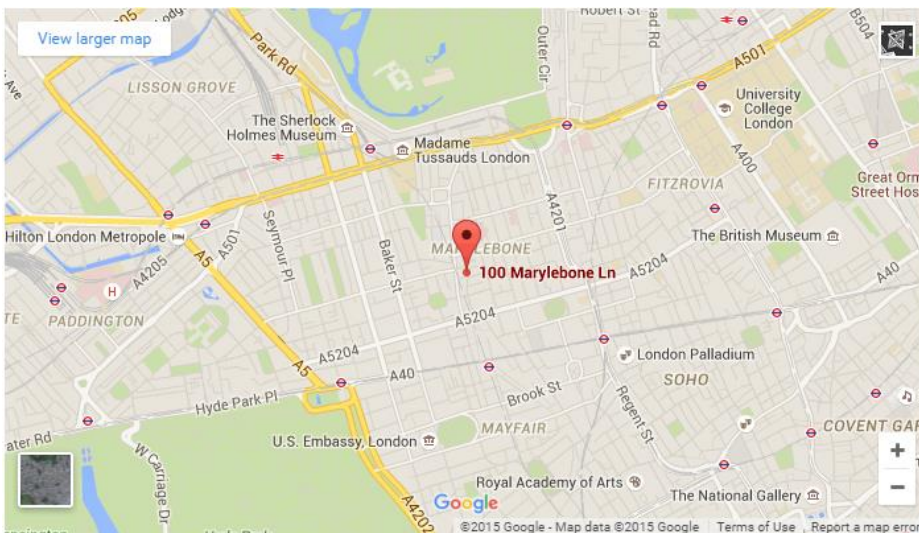 View larger map
A205
Park Rd
Outer Cir
Robert St
A501
B504
LISSON GROVE
The Sherlock
Holmes Museum
Madame
Tussauds London
University
College
London
A400
Great Orm
Street Hos
FITZROVIA
A4201
Hilton London Metropole
A501
Seymour Pl
Baker St
MARYLEBONE
The British Museum
100 Marylebone Ln
A4205
A5
H
PADDINGTON
A5204
A5204
A40
A5204
A5
A40
London Palladium
SOHO
Hyde Park Pl
Brook St
Regent St
U.S. Embassy, London
MAYFAIR
COVENT GAR
ater Rd
W Carriage Dr
A4202
Royal Academy of Arts
The National Gallery
+
−
Google
©2015 Google - Map data ©2015 Google
Terms of Use
Report a map error